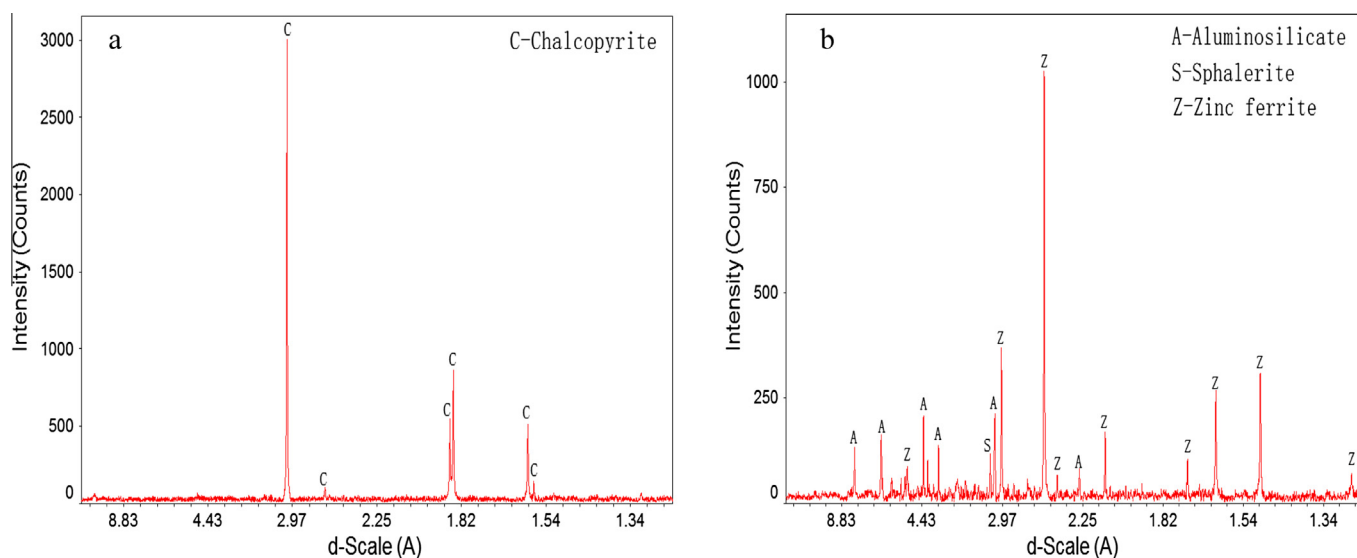 a
C-Chalcopyrite
C
C
C
C
C
C
3000
2500
2000
1500
1000
500
0
Intensity (Counts)
8.83 4.43 2.97 2.25 1.82 1.54 1.34
d-Scale (A)
b
A-Aluminosilicate
S-Sphalerite
Z-Zinc ferrite
Z
Z
A
A
Z
A
A
S
Z
A
Z
Z
Z
Z
Z
1000
750
500
250
0
Intensity (Counts)
8.83 4.43 2.97 2.25 1.82 1.54 1.34
d-Scale (A)